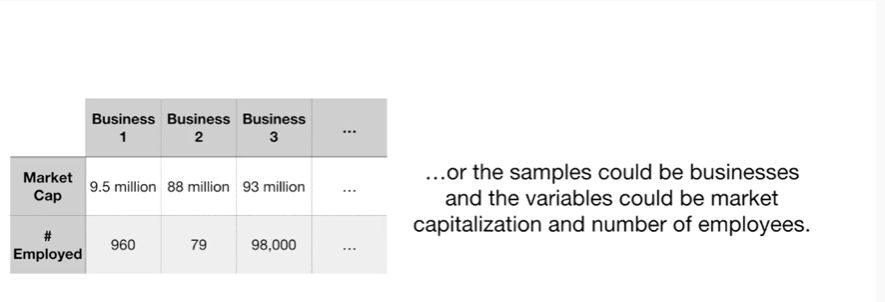 Business 1 Business 2 Business 3 ...
Market Cap 9.5 million 88 million 93 million ...
# Employed 960 79 98,000 ...
...or the samples could be businesses
and the variables could be market
capitalization and number of employees.